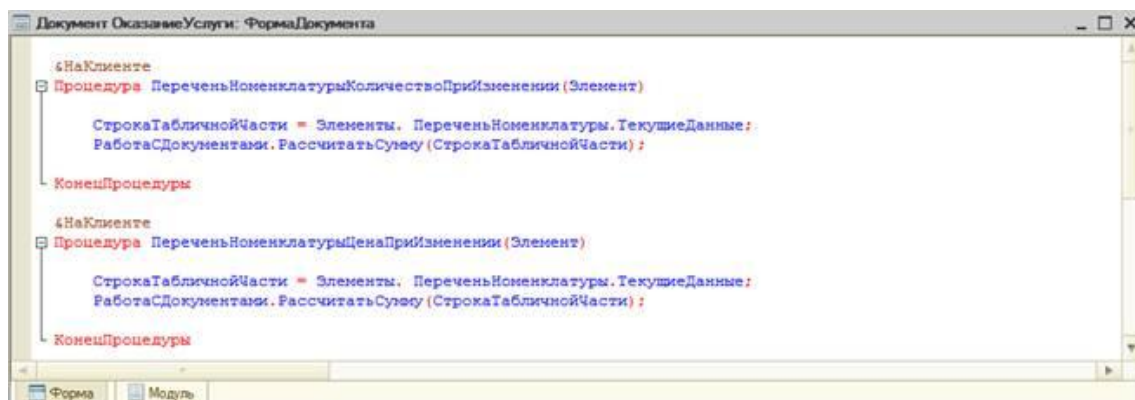 Документ ОказаниеУслуги: ФормаДокумента
&НаКлиенте
Процедура ПереченьНоменклатурыКоличествоПриИзменении(Элемент)
СтрокаТабличнойЧасти = Элементы. ПереченьНоменклатуры.ТекущиеДанные;
РаботаСДокументами.РассчитатьСумму(СтрокаТабличнойЧасти);
КонецПроцедуры
&НаКлиенте
Процедура ПереченьНоменклатурыЦенаПриИзменении(Элемент)
СтрокаТабличнойЧасти = Элементы. ПереченьНоменклатуры.ТекущиеДанные;
РаботаСДокументами.РассчитатьСумму(СтрокаТабличнойЧасти);
КонецПроцедуры
Форма Модуль